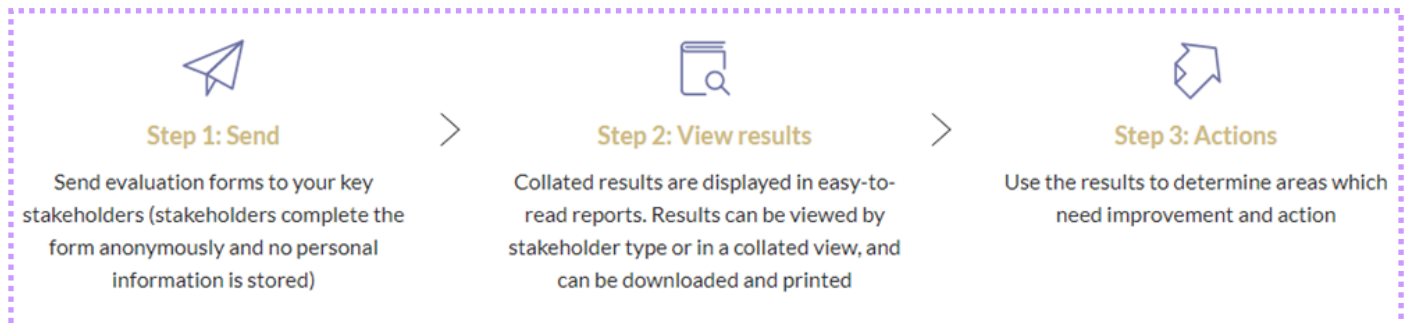 Step 1: Send
Send evaluation forms to your key
stakeholders (stakeholders complete the
form anonymously and no personal
information is stored)
Step 2: View results
Collated results are displayed in easy-to-
read reports. Results can be viewed by
stakeholder type or in a collated view, and
can be downloaded and printed
Step 3: Actions
Use the results to determine areas which
need improvement and action